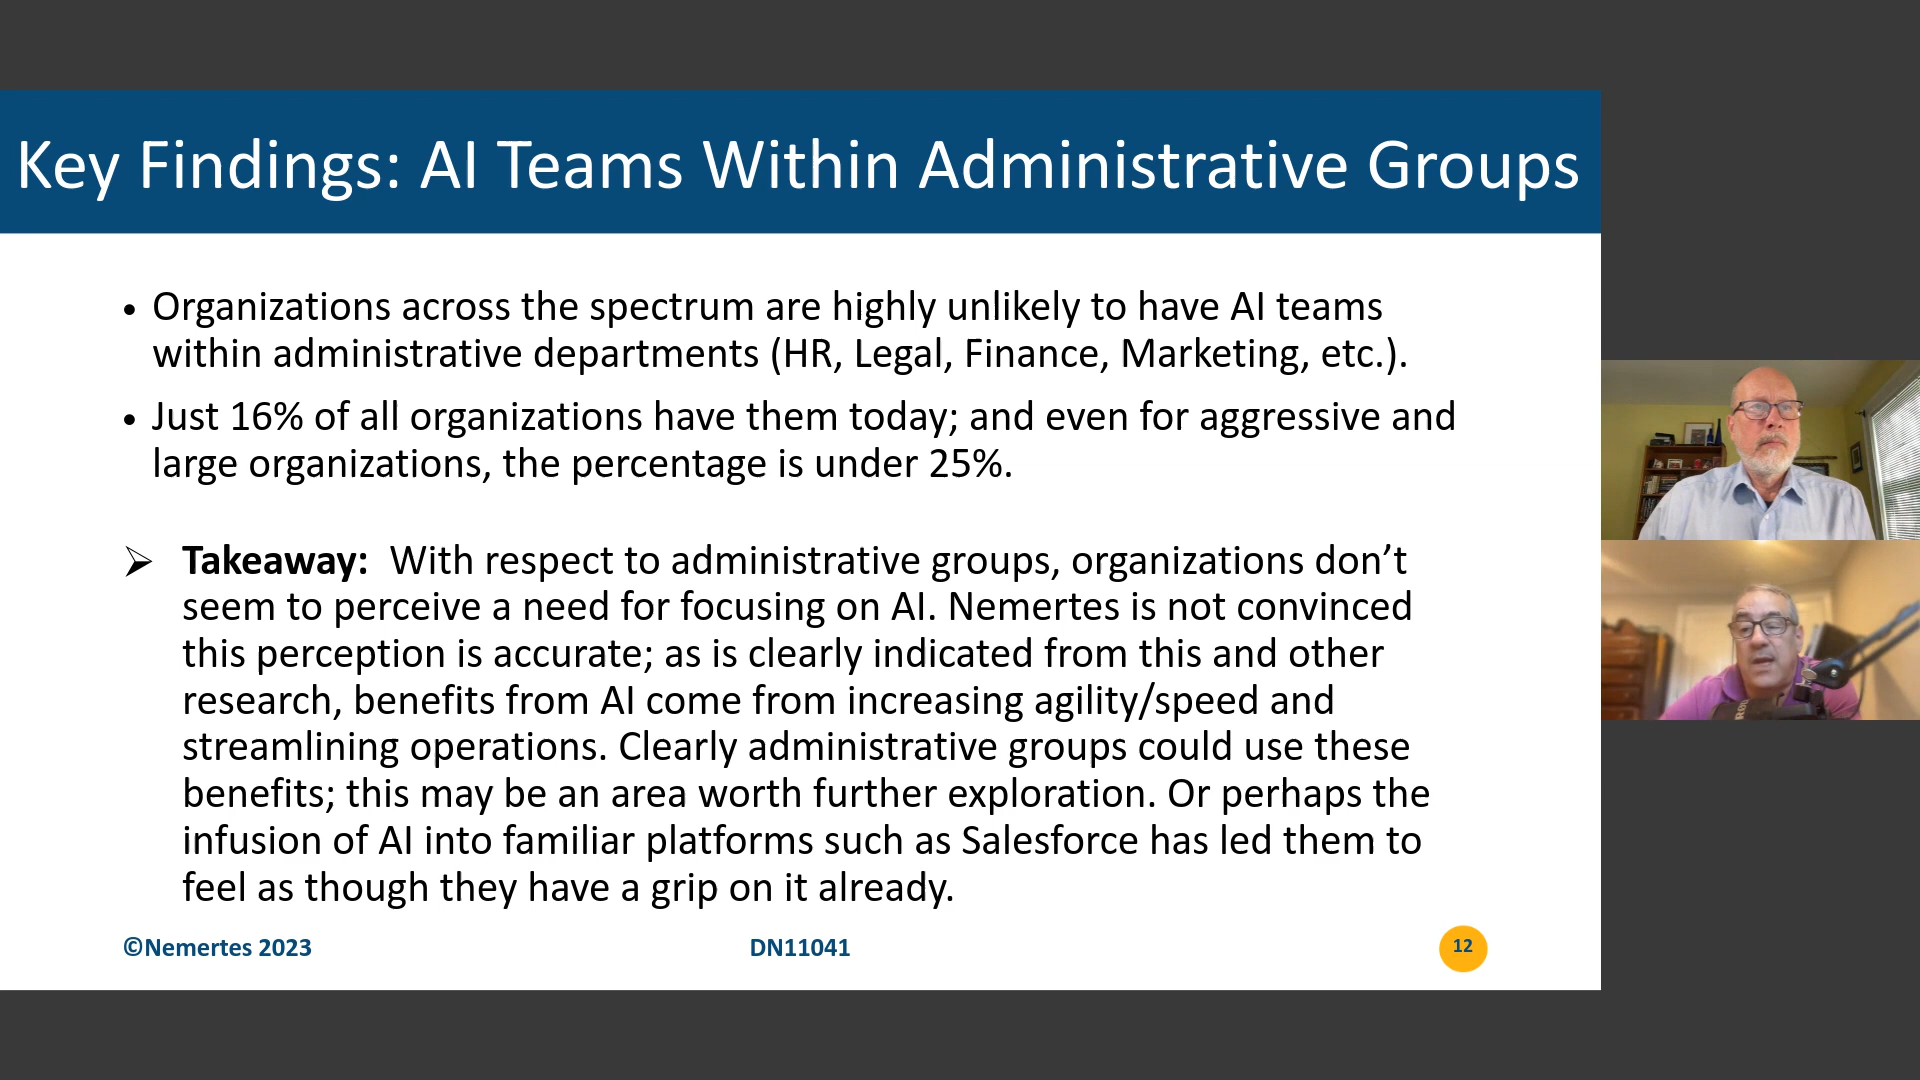 Key Findings: AI Teams Within Administrative Groups
• Organizations across the spectrum are highly unlikely to have AI teams
within administrative departments (HR, Legal, Finance, Marketing, etc.).
• Just 16% of all organizations have them today; and even for aggressive and
large organizations, the percentage is under 25%.
➢ Takeaway: With respect to administrative groups, organizations don’t
seem to perceive a need for focusing on AI. Nemertes is not convinced
this perception is accurate; as is clearly indicated from this and other
research, benefits from AI come from increasing agility/speed and
streamlining operations. Clearly administrative groups could use these
benefits; this may be an area worth further exploration. Or perhaps the
infusion of AI into familiar platforms such as Salesforce has led them to
feel as though they have a grip on it already.
©Nemertes 2023
DN11041
12